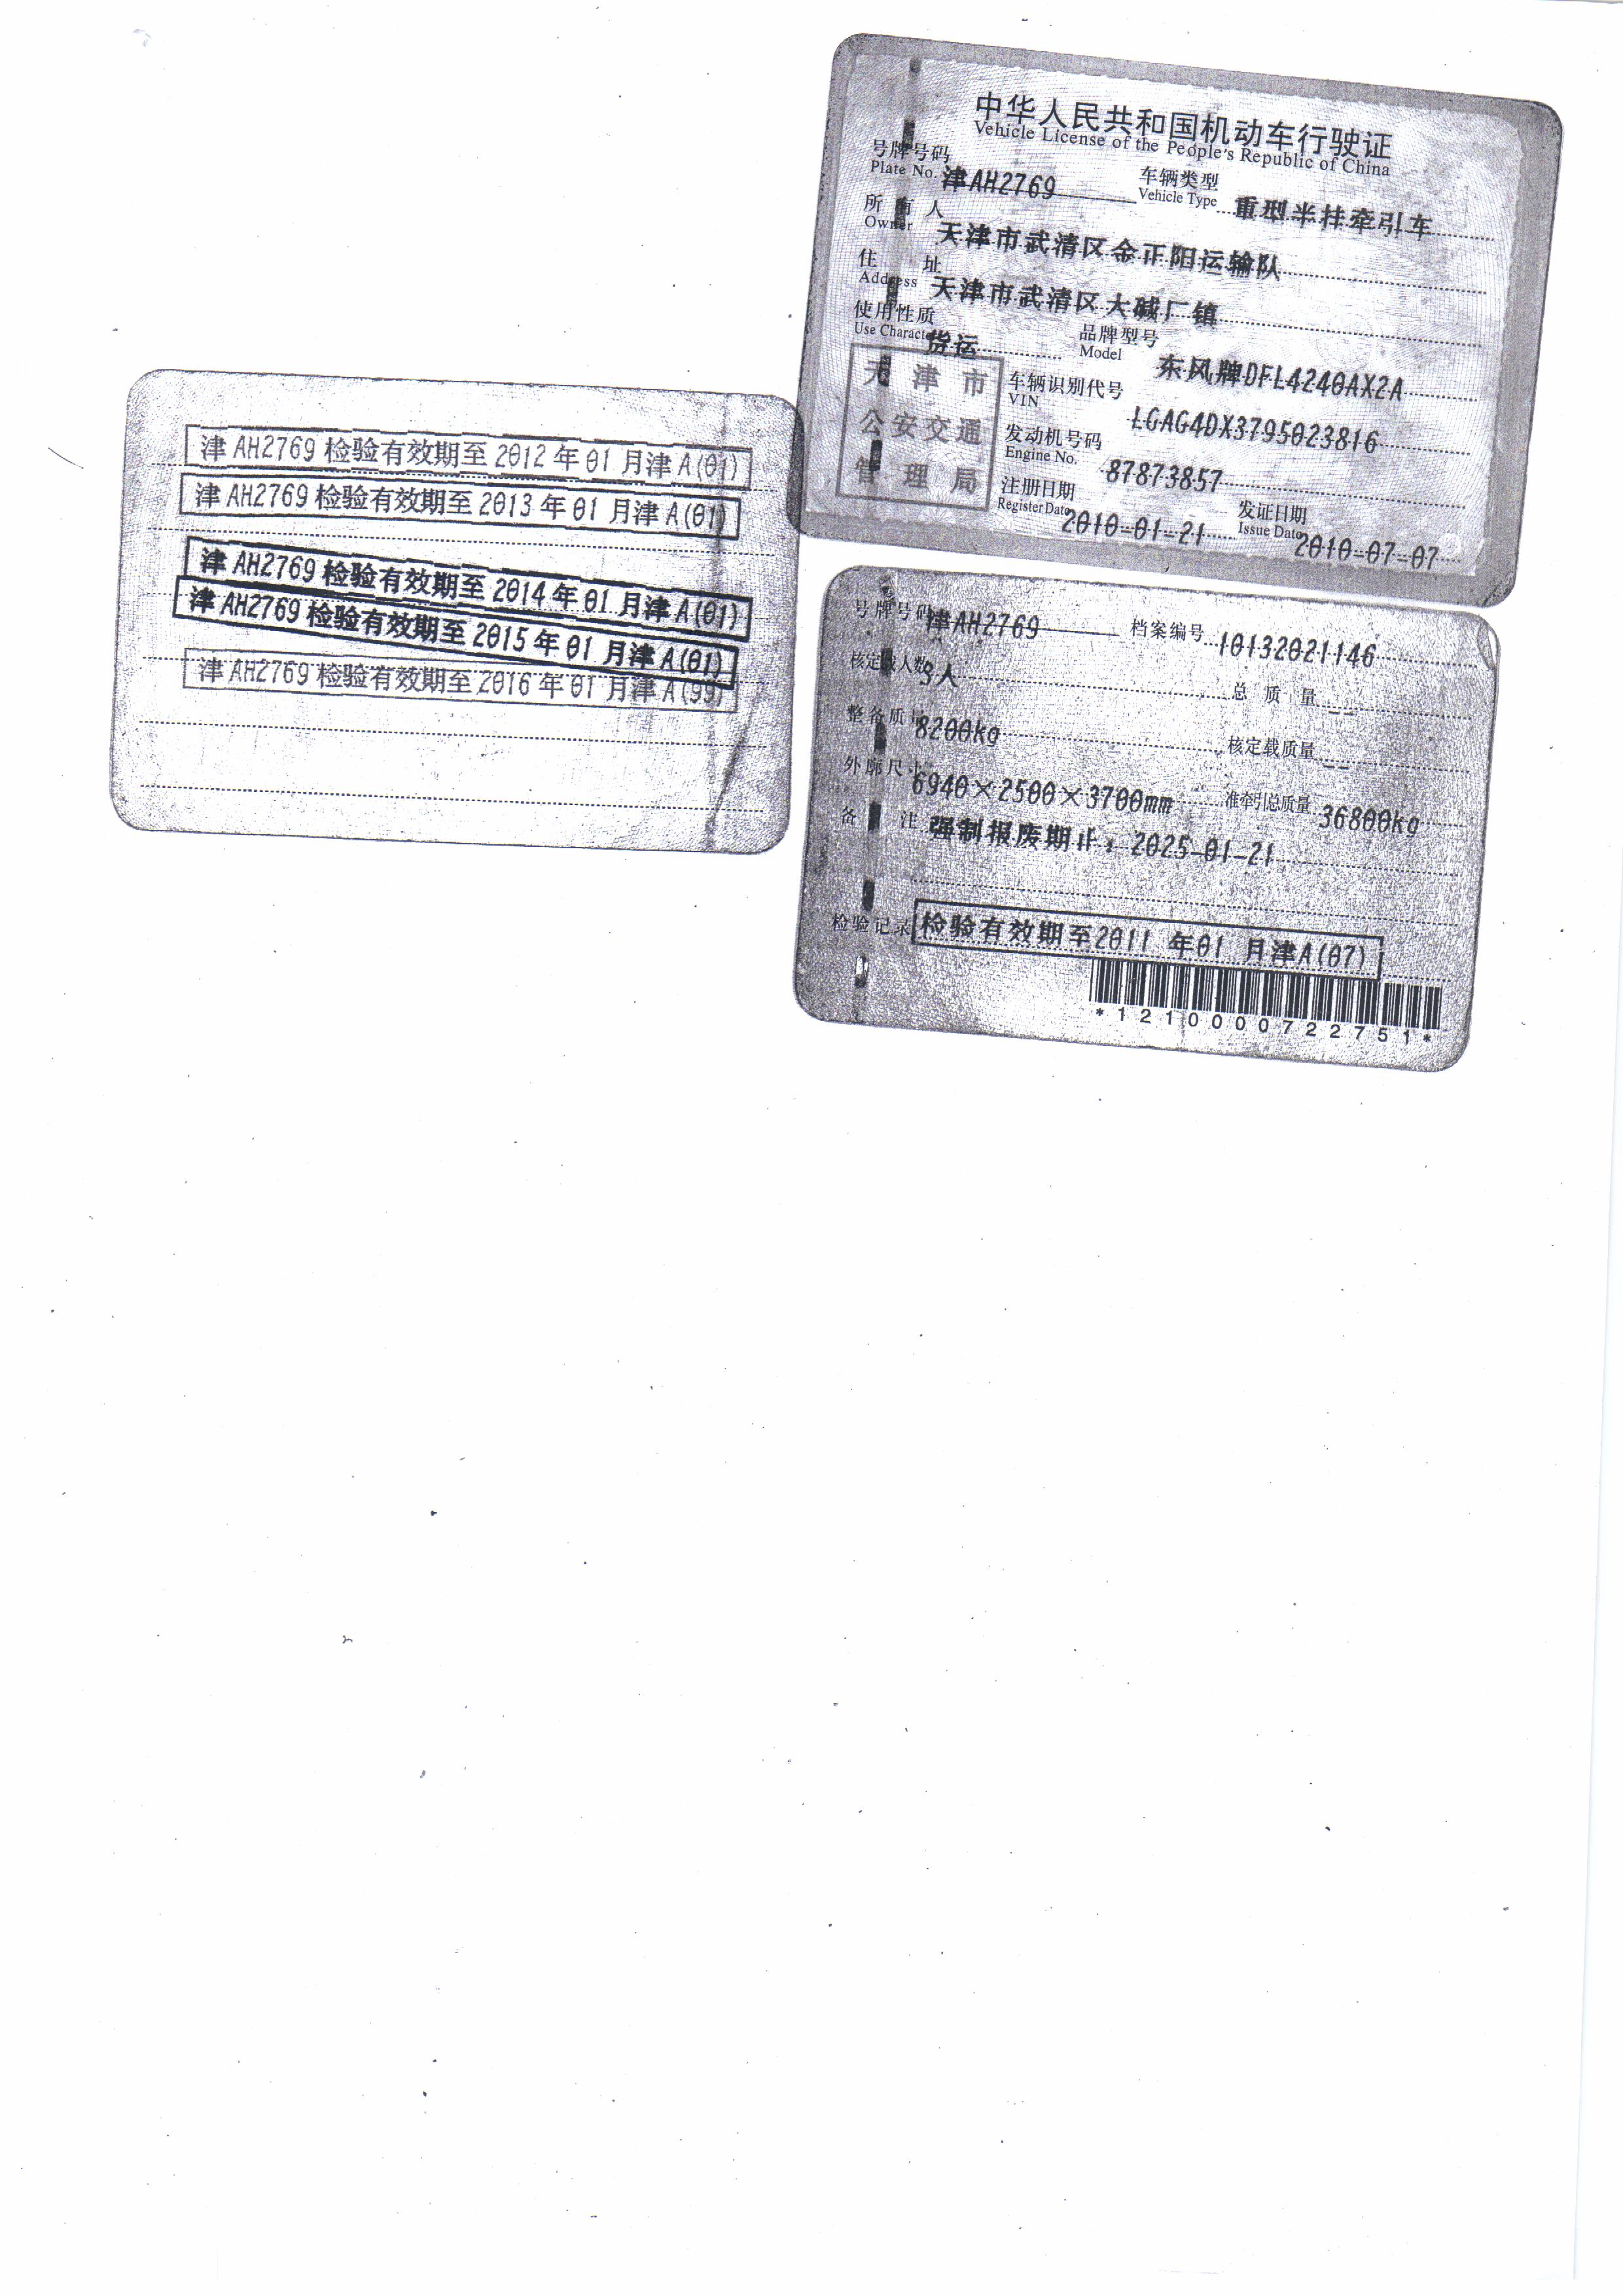 中华人民共和国机动车行驶证
Vehicle License of the People's Republic of China
号牌号码 津AH2769 车辆类型 重型半挂牵引车
Plate No. Vehicle Type
所有人 天津市武清区金正阳运输队
Owner
住址 天津市武清区大碱厂镇
Address
使用性质 货运 品牌型号 东风牌DFL4240AX2A
Use Character Model
天津市
公安交通
管理局
车辆识别代号 LGAG4DX3795023816
VIN
发动机号码 87873857
Engine No.
注册日期 2010-01-21 发证日期 2010-07-07
Register Date Issue Date
津AH2769检验有效期至2012年01月津A(01)
津AH2769检验有效期至2013年01月津A(01)
津AH2769检验有效期至2014年01月津A(01)
津AH2769检验有效期至2015年01月津A(01)
津AH2769检验有效期至2016年01月津A(99)
号牌号码 津AH2769 档案编号 10132021146
核定载人数 人 总质量 --
整备质量 8200kg 核定载质量 --
外廓尺寸 6940×2500×3700mm 准牵引总质量 36800kg
备注 强制报废期止：2025-01-21
检验记录 检验有效期至2011年01月津A(07)
*1210000722751*